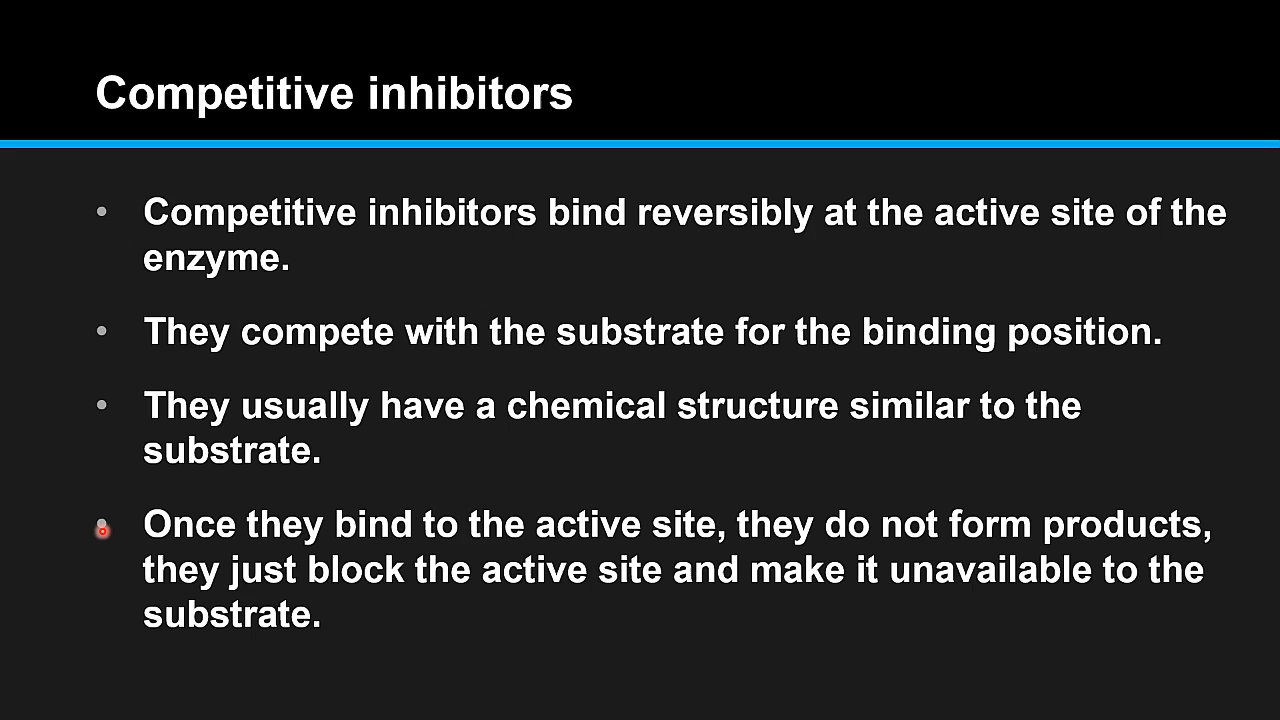 Competitive inhibitors
• Competitive inhibitors bind reversibly at the active site of the
enzyme.
• They compete with the substrate for the binding position.
• They usually have a chemical structure similar to the
substrate.
• Once they bind to the active site, they do not form products,
they just block the active site and make it unavailable to the
substrate.